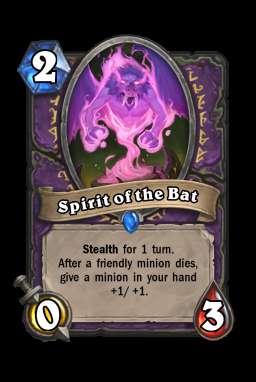 2
Spirit of the Bat
Stealth for 1 turn.
After a friendly minion dies,
give a minion in your hand
+1/ +1.
0
3